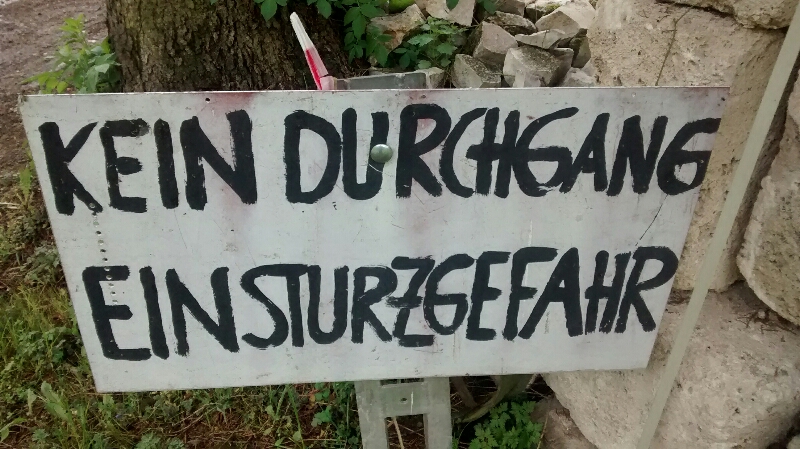 KEIN DURCHGANG
EINSTURZGEFAHR